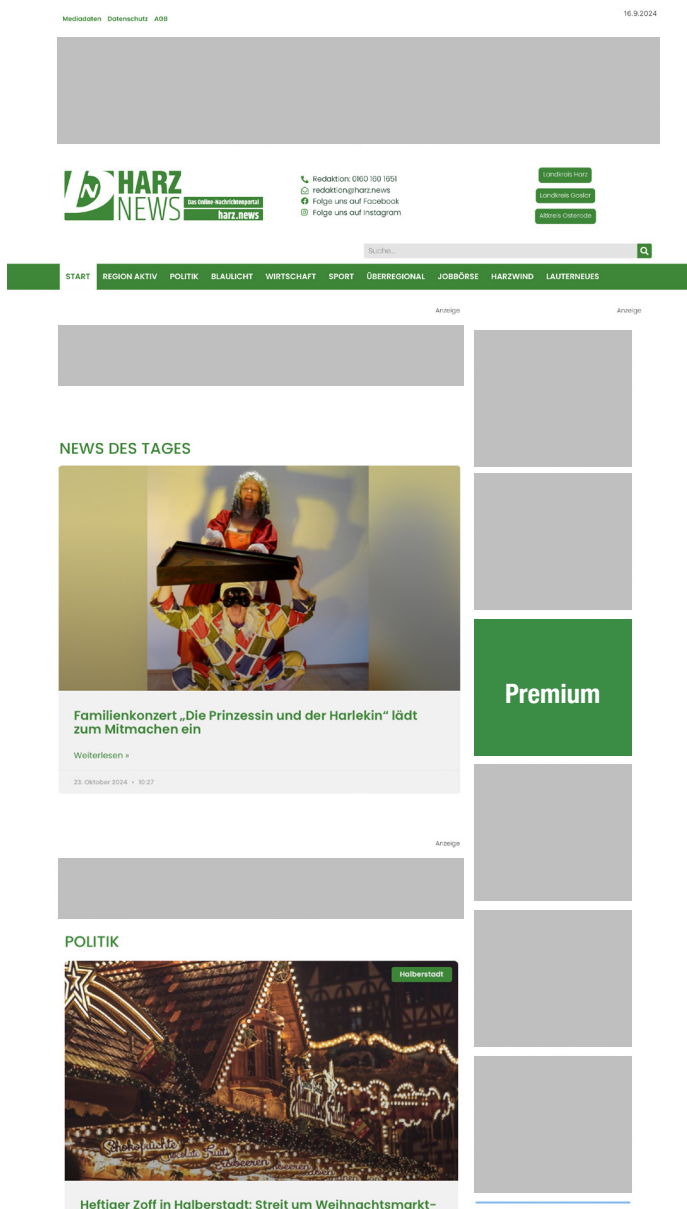 16.9.2024
Mediadaten Datenschutz AGB
HARZ
NEWS
Das Online-Nachrichtenportal
harz.news
Redaktion: 0160 160 1651
redaktion@harz.news
Folge uns auf Facebook
Folge uns auf Instagram
Landkreis Harz
Landkreis Goslar
Altkreis Osterode
Suche...
START REGION AKTIV POLITIK BLAULICHT WIRTSCHAFT SPORT ÜBERREGIONAL JOBBÖRSE HARZWIND LAUTERNEUES
Anzeige
Anzeige
NEWS DES TAGES
Familienkonzert „Die Prinzessin und der Harlekin“ lädt
zum Mitmachen ein
Weiterlesen »
23. Oktober 2024 • 10:27
Premium
Anzeige
POLITIK
Halberstadt
Schokofrüchte
Heftiger Zoff in Halberstadt: Streit um Weihnachtsmarkt-